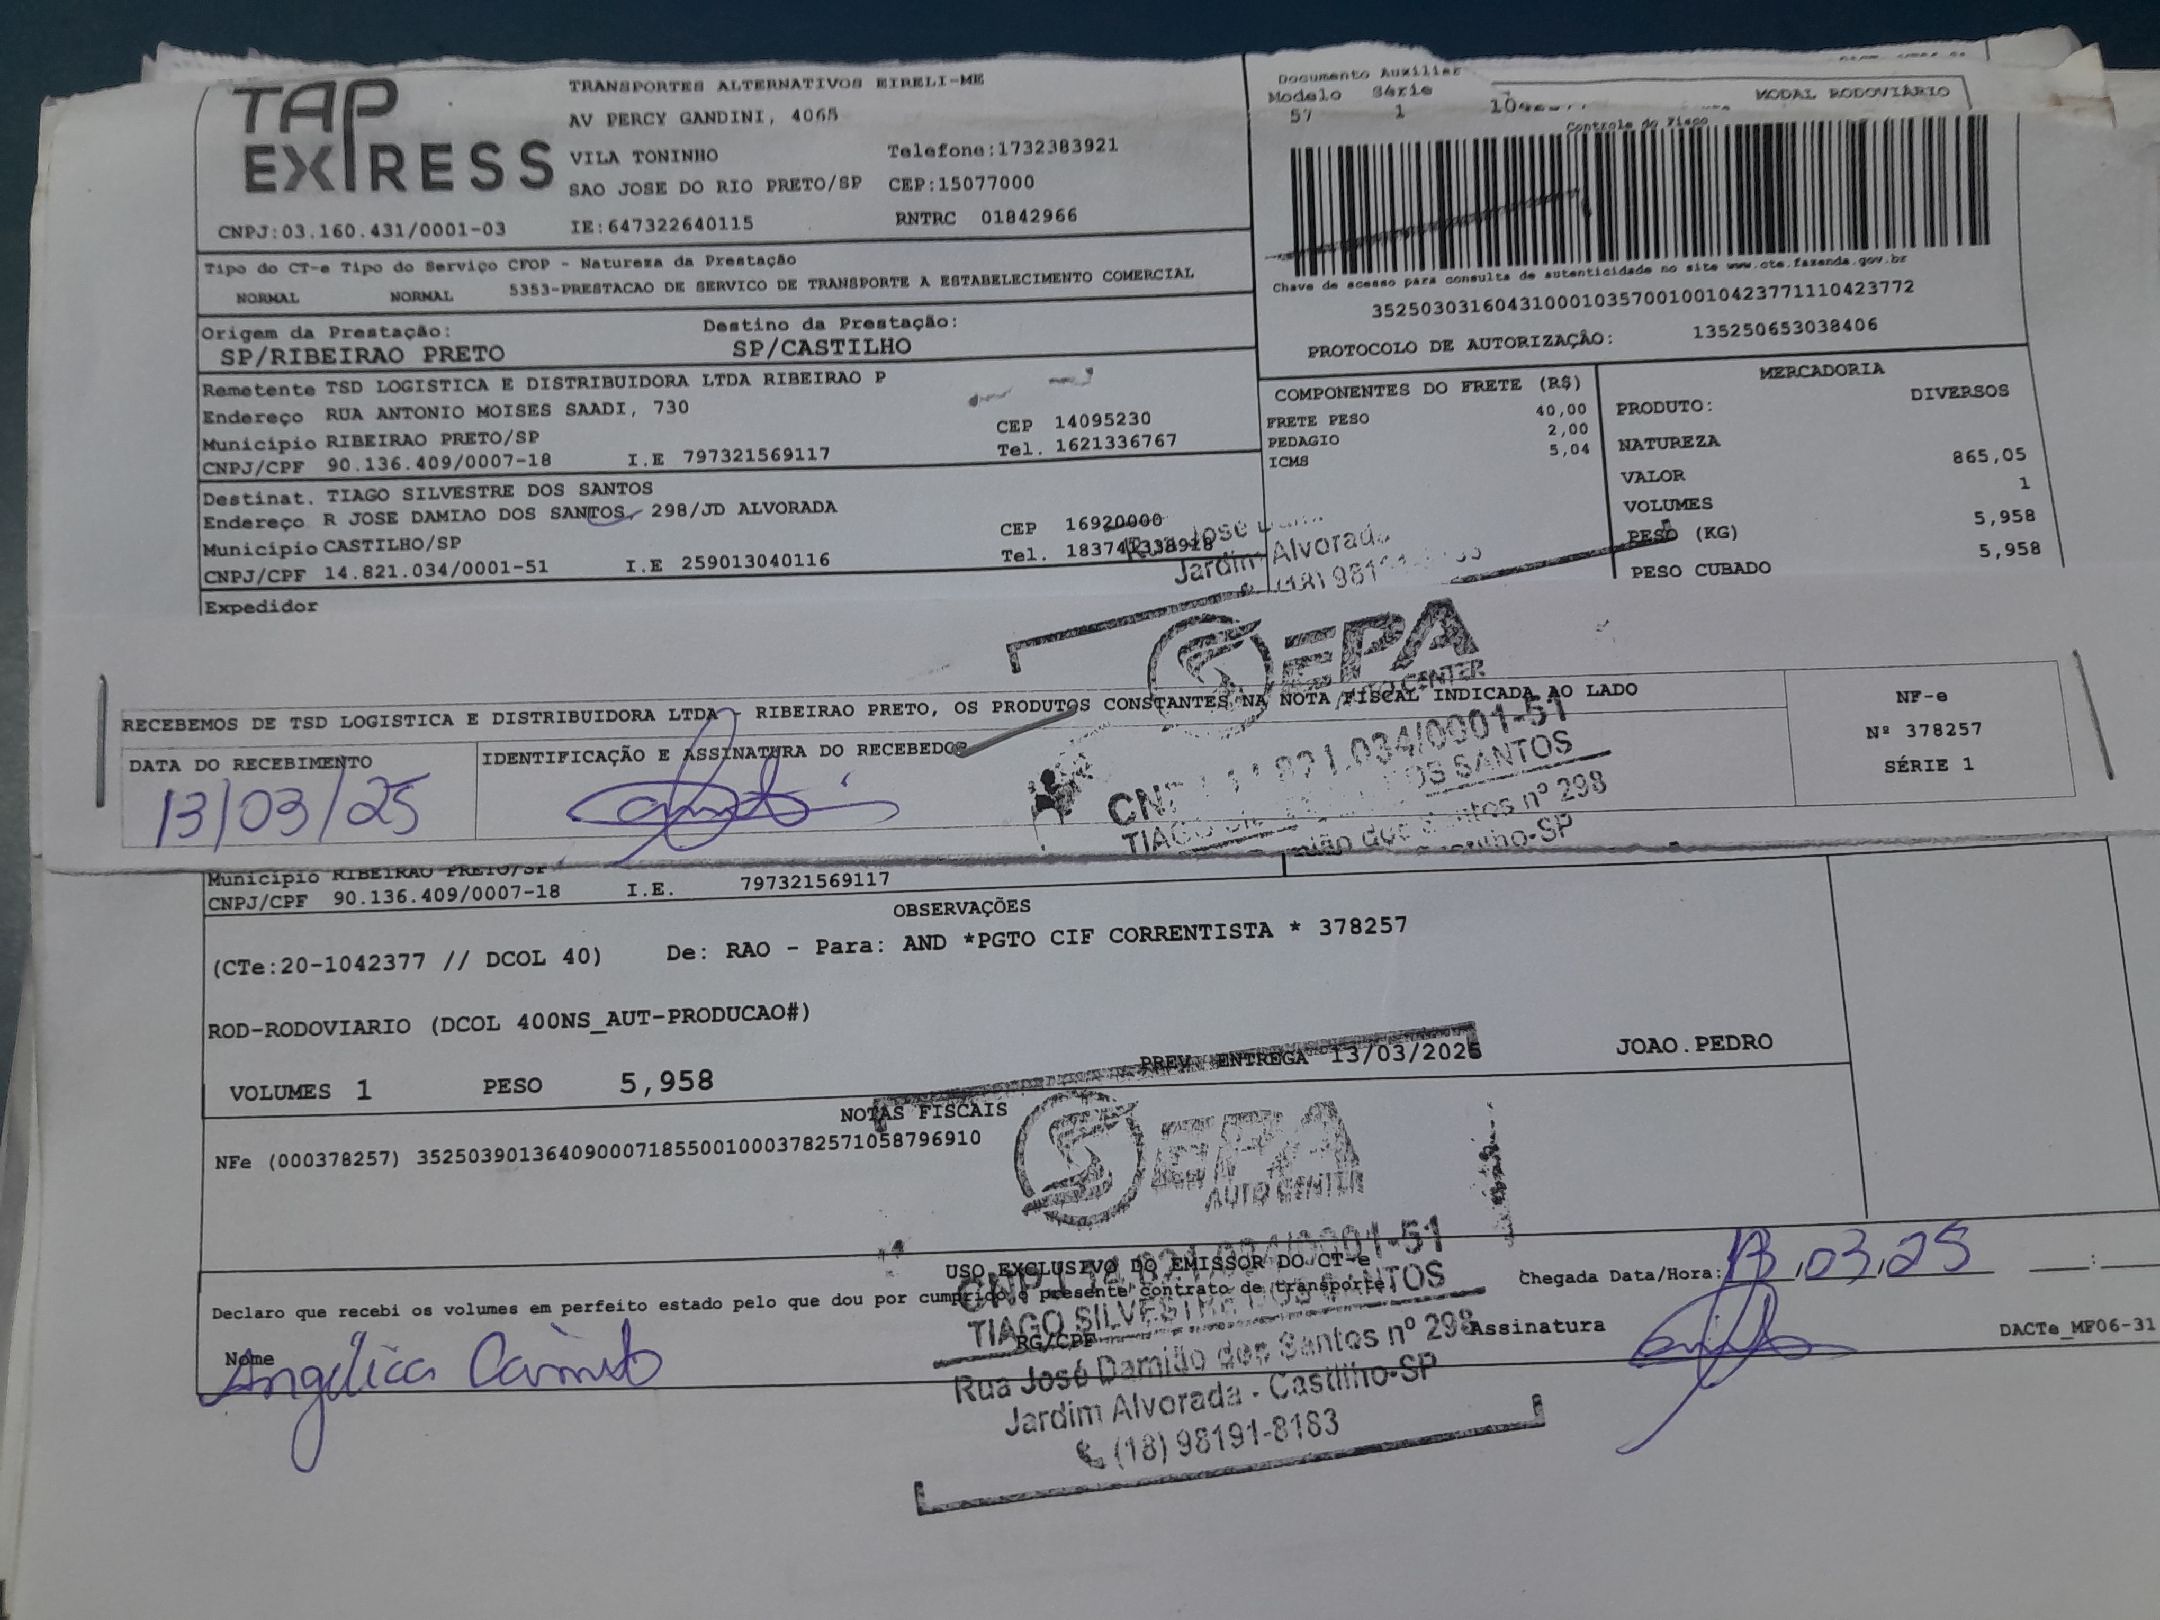 TAP EXPRESS
TRANSPORTES ALTERNATIVOS EIRELI-ME
AV PERCY GANDINI, 4065
VILA TONINHO Telefone:1732383921
SAO JOSE DO RIO PRETO/SP CEP:15077000
CNPJ:03.160.431/0001-03 IE:647322640115 RNTRC 01842966
Documento Auxiliar
Modelo Série MODAL RODOVIÁRIO
57 1
Controle do Fisco
Chave de acesso para consulta de autenticidade no site www.cte.fazenda.gov.br
35250303160431000103570010010423771110423772
PROTOCOLO DE AUTORIZAÇÃO: 135250653038406
Tipo do CT-e Tipo do Serviço CFOP - Natureza da Prestação
NORMAL NORMAL 5353-PRESTACAO DE SERVICO DE TRANSPORTE A ESTABELECIMENTO COMERCIAL
Origem da Prestação: Destino da Prestação:
SP/RIBEIRAO PRETO SP/CASTILHO
Remetente TSD LOGISTICA E DISTRIBUIDORA LTDA RIBEIRAO P
Endereço RUA ANTONIO MOISES SAADI, 730 CEP 14095230
Município RIBEIRAO PRETO/SP Tel. 1621336767
CNPJ/CPF 90.136.409/0007-18 I.E 797321569117
Destinat. TIAGO SILVESTRE DOS SANTOS
Endereço R JOSE DAMIAO DOS SANTOS, 298/JD ALVORADA CEP 16920000
Município CASTILHO/SP Tel.
CNPJ/CPF 14.821.034/0001-51 I.E 259013040116
Expedidor
COMPONENTES DO FRETE (R$)
FRETE PESO 40,00
PEDAGIO 2,00
ICMS 5,04
MERCADORIA
PRODUTO: DIVERSOS
NATUREZA
VALOR 865,05
VOLUMES 1
PESO (KG) 5,958
PESO CUBADO 5,958
Jardim Alvorada
SEPA
AUTO CENTER
RECEBEMOS DE TSD LOGISTICA E DISTRIBUIDORA LTDA - RIBEIRAO PRETO, OS PRODUTOS CONSTANTES NA NOTA FISCAL INDICADA AO LADO
DATA DO RECEBIMENTO IDENTIFICAÇÃO E ASSINATURA DO RECEBEDOR
13/03/25
NF-e
Nº 378257
SÉRIE 1
Município RIBEIRAO PRETO/SP
CNPJ/CPF 90.136.409/0007-18 I.E. 797321569117
OBSERVAÇÕES
(CTe:20-1042377 // DCOL 40) De: RAO - Para: AND *PGTO CIF CORRENTISTA * 378257
ROD-RODOVIARIO (DCOL 400NS_AUT-PRODUCAO#)
PREV. ENTREGA 13/03/2025 JOAO.PEDRO
VOLUMES 1 PESO 5,958
NOTAS FISCAIS
NFe (000378257) 35250390136409000718550010003782571058796910
SEPA
AUTO CENTER
CNPJ 14.821.034/0001-51
TIAGO SILVESTRE DOS SANTOS
Rua José Damião dos Santos nº 298
Jardim Alvorada - Castilho-SP
(18) 98191-8183
USO EXCLUSIVO DO EMISSOR DO CT-e
Declaro que recebi os volumes em perfeito estado pelo que dou por cumprido o presente contrato de transporte
Chegada Data/Hora: 13,03,25 :
Nome Angélica RG/CPF Assinatura
DACTe_MF06-31